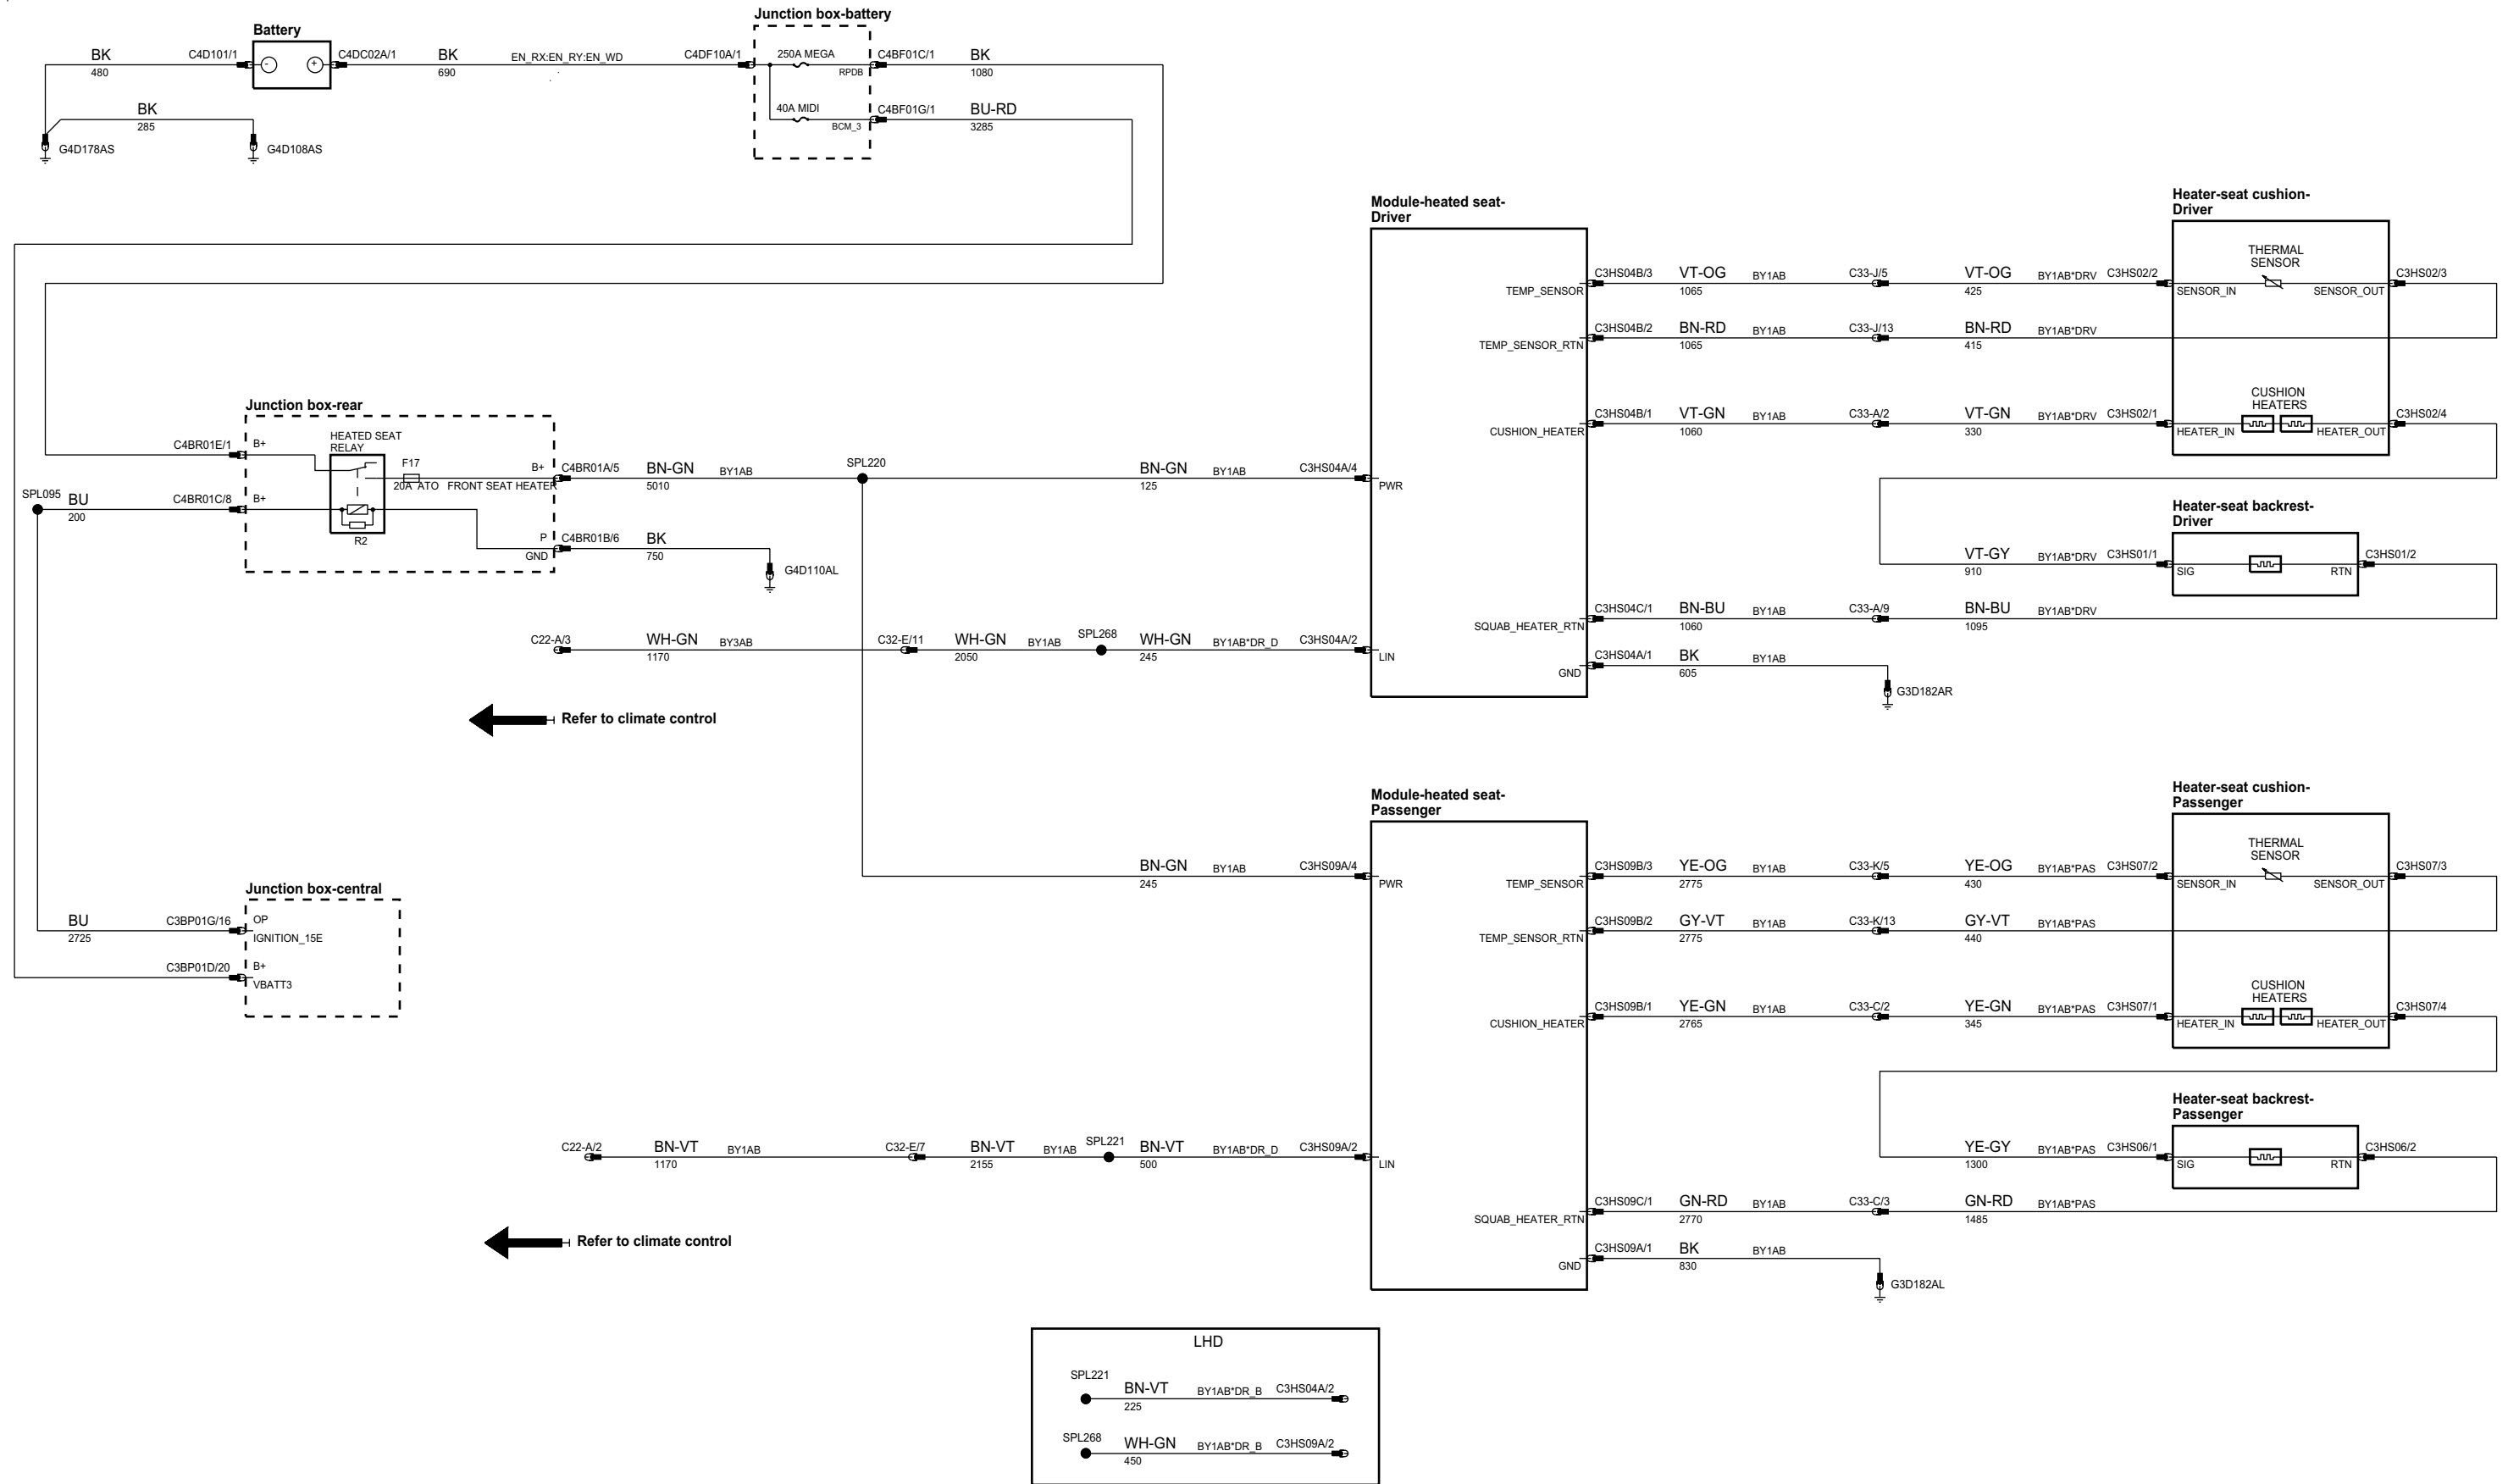 Junction box-battery
Battery
BK
480
C4D101/1
-
+
C4DC02A/1
BK
690
EN_RX:EN_RY:EN_WD
C4DF10A/1
250A MEGA
RPDB
C4BF01C/1
BK
1080
BK
285
G4D178AS
G4D108AS
40A MIDI
BCM_3
C4BF01G/1
BU-RD
3285
Module-heated seat-
Driver
TEMP_SENSOR
TEMP_SENSOR_RTN
CUSHION_HEATER
PWR
SQUAB_HEATER_RTN
LIN
GND
C3HS04B/3
VT-OG
1065
BY1AB
C33-J/5
VT-OG
425
BY1AB*DRV
C3HS02/2
Heater-seat cushion-
Driver
THERMAL
SENSOR
SENSOR_IN
SENSOR_OUT
C3HS02/3
C3HS04B/2
BN-RD
1065
BY1AB
C33-J/13
BN-RD
415
BY1AB*DRV
C3HS04B/1
VT-GN
1060
BY1AB
C33-A/2
VT-GN
330
BY1AB*DRV
C3HS02/1
CUSHION
HEATERS
HEATER_IN
HEATER_OUT
C3HS02/4
Junction box-rear
C4BR01E/1
B+
HEATED SEAT
RELAY
F17
20A ATO
FRONT SEAT HEATER
B+
C4BR01A/5
BN-GN
5010
BY1AB
SPL220
BN-GN
125
BY1AB
C3HS04A/4
SPL095
BU
200
C4BR01C/8
B+
R2
P
GND
C4BR01B/6
BK
750
G4D110AL
Heater-seat backrest-
Driver
VT-GY
910
BY1AB*DRV
C3HS01/1
SIG
RTN
C3HS01/2
C3HS04C/1
BN-BU
1060
BY1AB
C33-A/9
BN-BU
1095
BY1AB*DRV
C22-A/3
WH-GN
1170
BY3AB
C32-E/11
WH-GN
2050
BY1AB
SPL268
WH-GN
245
BY1AB*DR_D
C3HS04A/2
C3HS04A/1
BK
605
BY1AB
G3D182AR
Refer to climate control
Module-heated seat-
Passenger
BN-GN
245
BY1AB
C3HS09A/4
PWR
TEMP_SENSOR
TEMP_SENSOR_RTN
CUSHION_HEATER
LIN
SQUAB_HEATER_RTN
GND
C3HS09B/3
YE-OG
2775
BY1AB
C33-K/5
YE-OG
430
BY1AB*PAS
C3HS07/2
Heater-seat cushion-
Passenger
THERMAL
SENSOR
SENSOR_IN
SENSOR_OUT
C3HS07/3
C3HS09B/2
GY-VT
2775
BY1AB
C33-K/13
GY-VT
440
BY1AB*PAS
C3HS09B/1
YE-GN
2765
BY1AB
C33-C/2
YE-GN
345
BY1AB*PAS
C3HS07/1
CUSHION
HEATERS
HEATER_IN
HEATER_OUT
C3HS07/4
Junction box-central
BU
2725
C3BP01G/16
OP
IGNITION_15E
C3BP01D/20
B+
VBATT3
Heater-seat backrest-
Passenger
YE-GY
1300
BY1AB*PAS
C3HS06/1
SIG
RTN
C3HS06/2
C22-A/2
BN-VT
1170
BY1AB
C32-E/7
BN-VT
2155
BY1AB
SPL221
BN-VT
500
BY1AB*DR_D
C3HS09A/2
C3HS09C/1
GN-RD
2770
BY1AB
C33-C/3
GN-RD
1485
BY1AB*PAS
C3HS09A/1
BK
830
BY1AB
G3D182AL
Refer to climate control
LHD
SPL221
BN-VT
225
BY1AB*DR_B
C3HS04A/2
SPL268
WH-GN
450
BY1AB*DR_B
C3HS09A/2